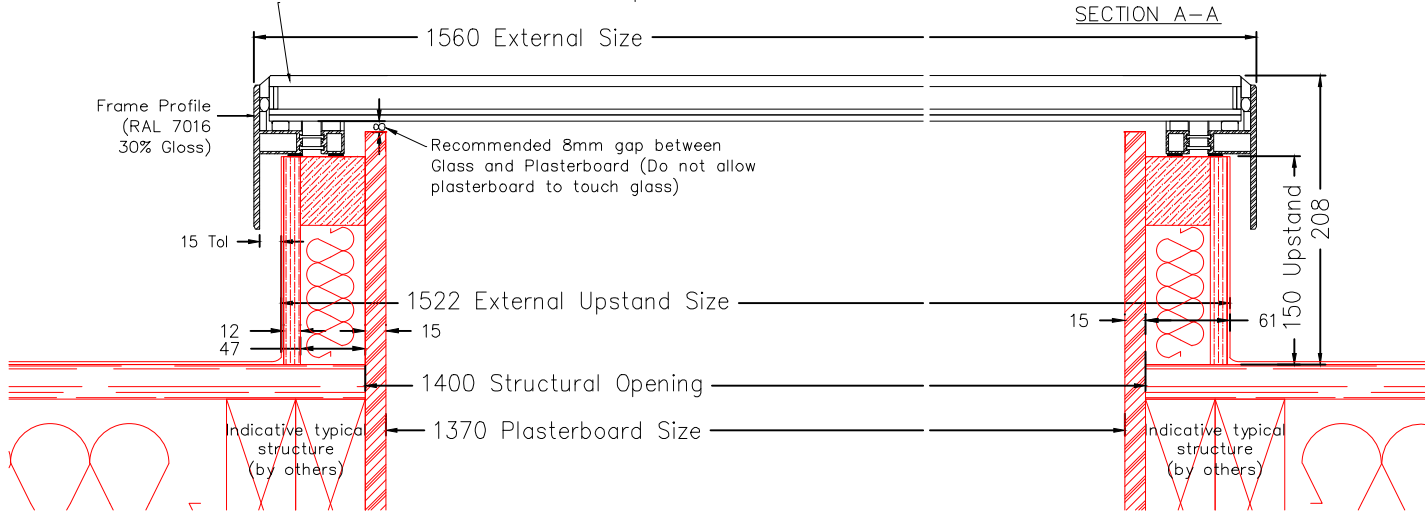 SECTION A-A
1560 External Size
Frame Profile
(RAL 7016
30% Gloss)
8
Recommended 8mm gap between
Glass and Plasterboard (Do not allow
plasterboard to touch glass)
15 Tol
150 Upstand
208
1522 External Upstand Size
12
47
15
15
61
1400 Structural Opening
1370 Plasterboard Size
Indicative typical
structure
(by others)
Indicative typical
structure
(by others)